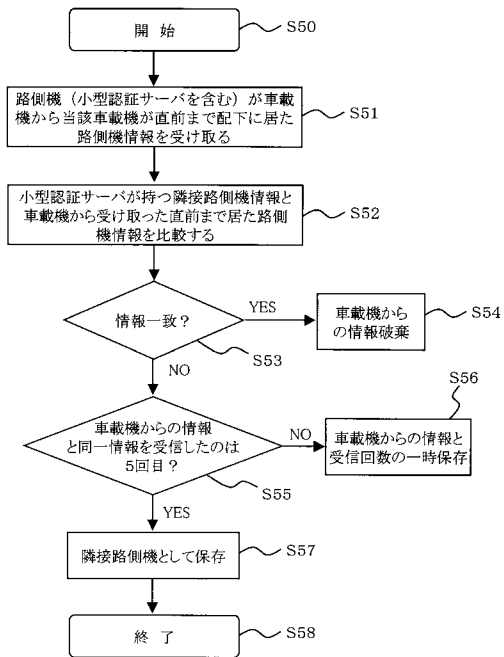 開 始
S50
路側機（小型認証サーバを含む）が車載
機から当該車載機が直前まで配下に居た
路側機情報を受け取る
S51
小型認証サーバが持つ隣接路側機情報と
車載機から受け取った直前まで居た路側
機情報を比較する
S52
情報一致？
YES
S53
車載機から
の情報破棄
S54
NO
車載機からの情報
と同一情報を受信したのは
5回目？
NO
S55
S56
車載機からの情報と
受信回数の一時保存
YES
隣接路側機として保存
S57
終 了
S58